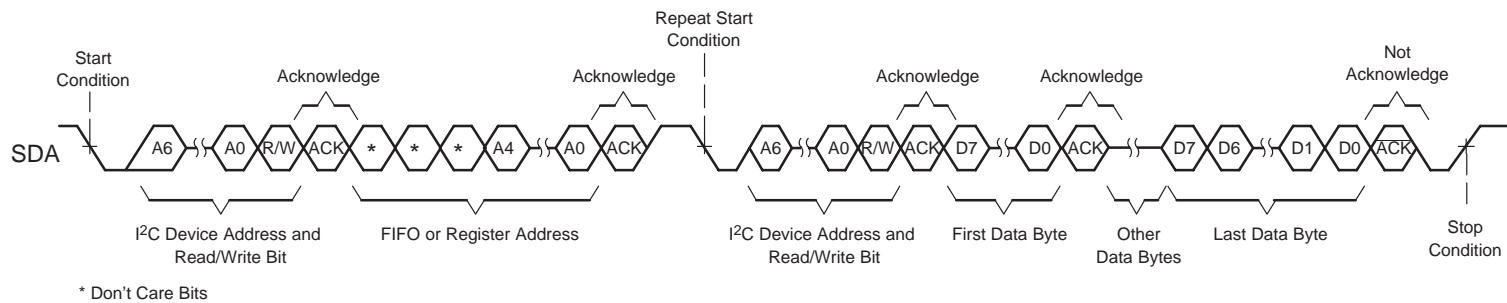 Repeat Start
Condition
Start
Condition
Acknowledge
Acknowledge
Acknowledge
Acknowledge
Not
Acknowledge
SDA
A6 A0 R/W ACK * * * A4 A0 ACK A6 A0 R/W ACK D7 D0 ACK D7 D6 D1 D0 ACK
I2C Device Address and
Read/Write Bit
FIFO or Register Address
I2C Device Address and
Read/Write Bit
First Data Byte
Other
Data Bytes
Last Data Byte
Stop
Condition
* Don't Care Bits